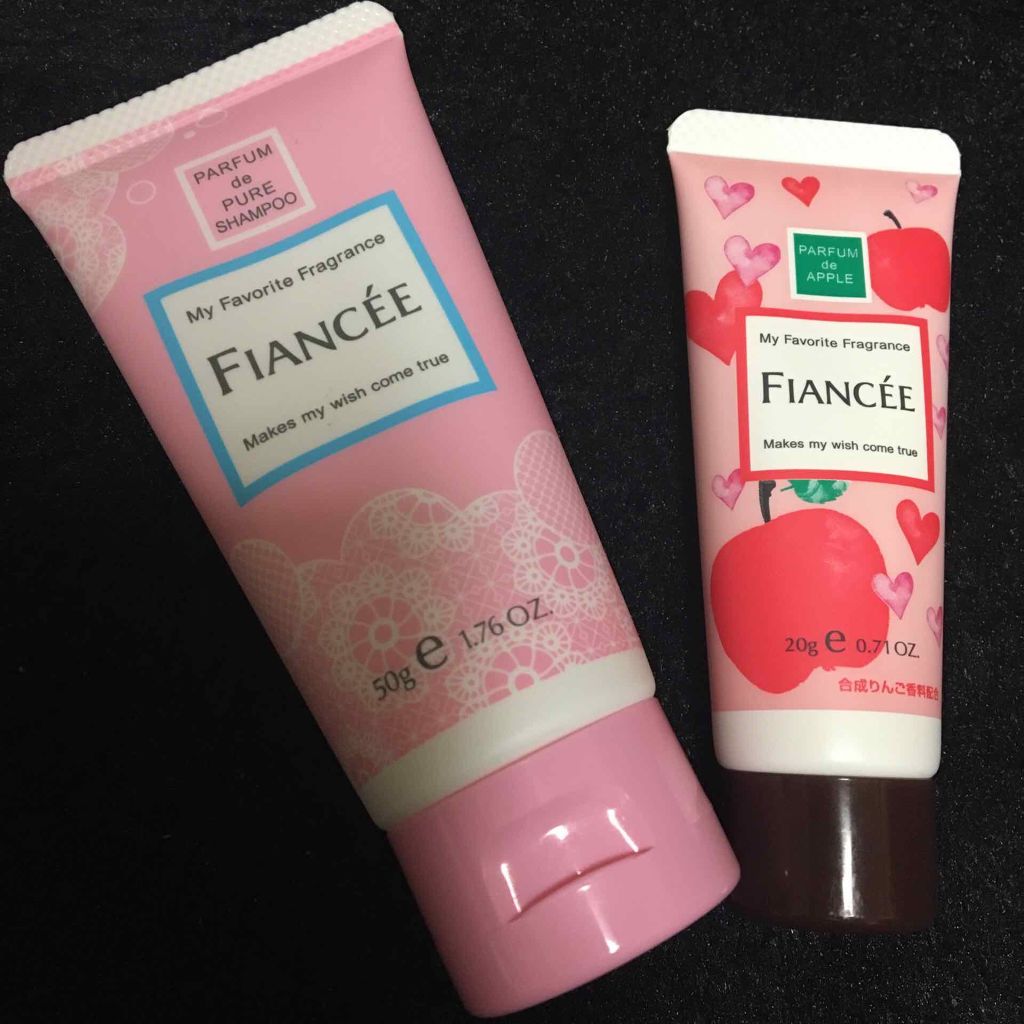 PARFUM
de
PURE
SHAMPOO
My Favorite Fragrance
FIANCÉE
Makes my wish come true
50g e 1.76 OZ.
PARFUM
de
APPLE
My Favorite Fragrance
FIANCÉE
Makes my wish come true
20g e 0.71 OZ.
合成りんご香料配合